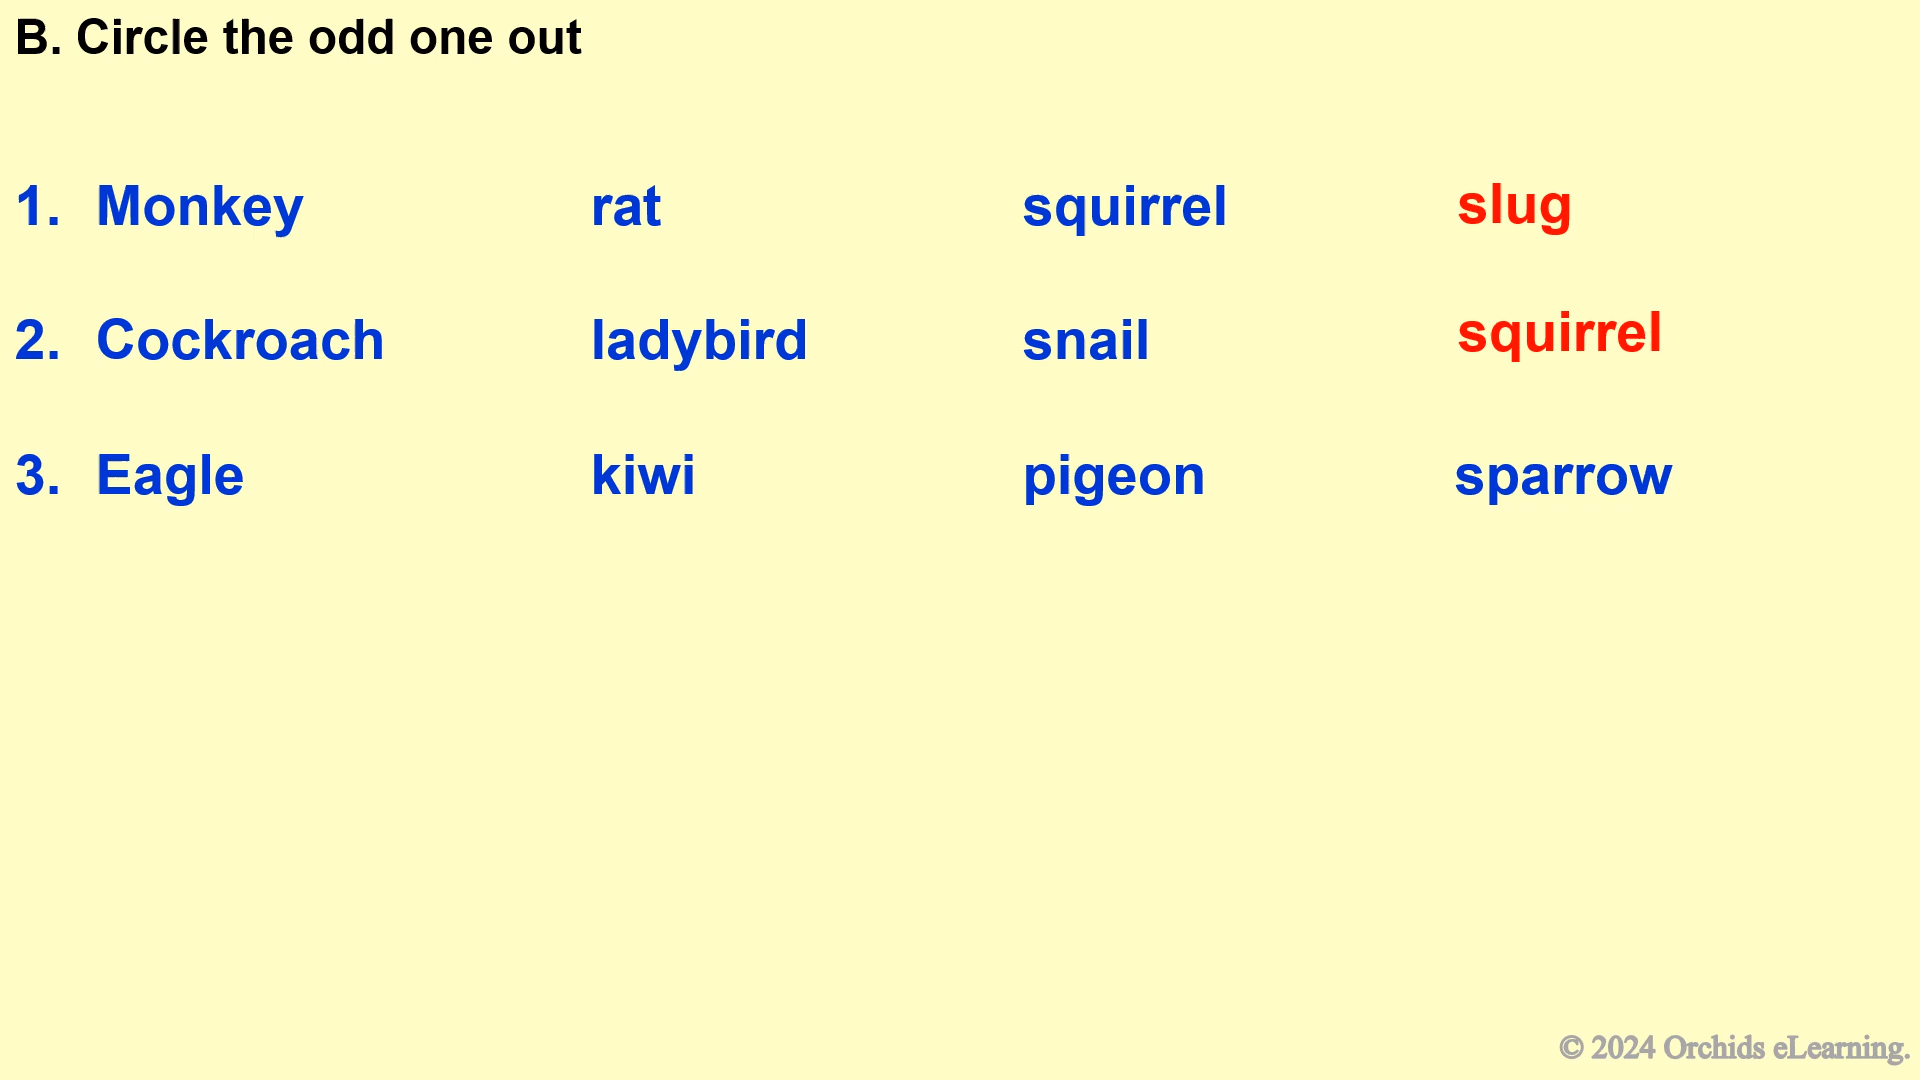 B. Circle the odd one out
1. Monkey rat squirrel slug
2. Cockroach ladybird snail squirrel
3. Eagle kiwi pigeon sparrow
© 2024 Orchids eLearning.